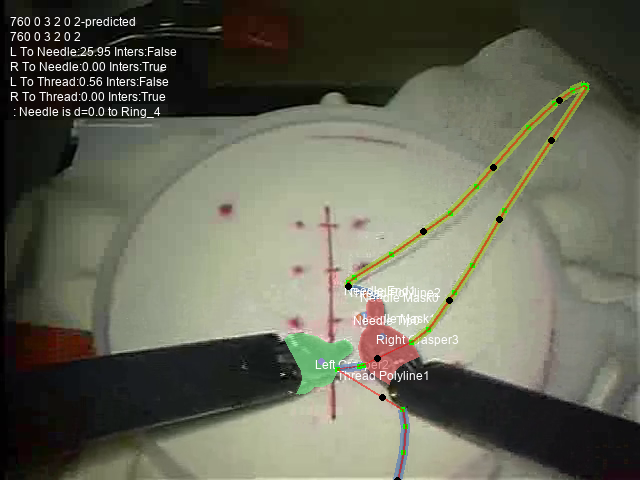 760 0 3 2 0 2-predicted
760 0 3 2 0 2
L To Needle:25.95 Inters:False
R To Needle:0.00 Inters:True
L To Thread:0.56 Inters:False
R To Thread:0.00 Inters:True
: Needle is d=0.0 to Ring_4
Right Grasper3
Thread Polyline1